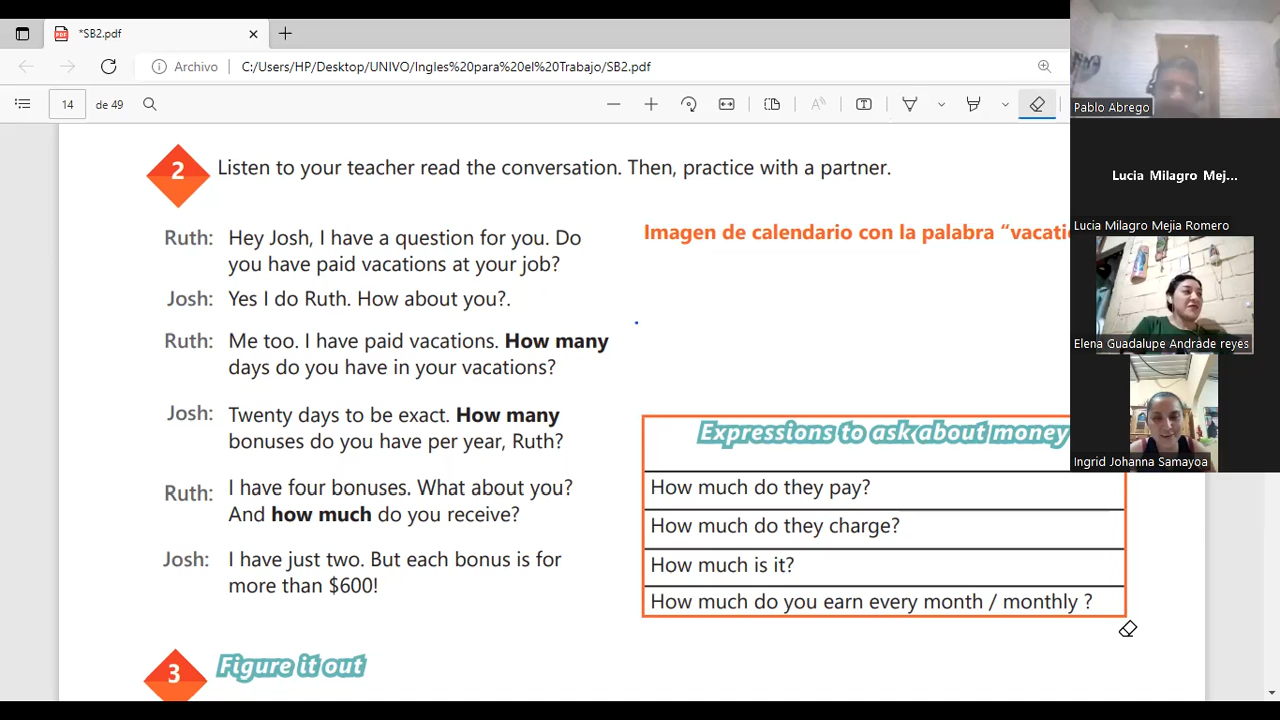 *SB2.pdf
Archivo
C:/Users/HP/Desktop/UNIVO/Ingles%20para%20el%20Trabajo/SB2.pdf
14 de 49
2 Listen to your teacher read the conversation. Then, practice with a partner.
Ruth: Hey Josh, I have a question for you. Do
you have paid vacations at your job?
Josh: Yes I do Ruth. How about you?.
Ruth: Me too. I have paid vacations. How many
days do you have in your vacations?
Josh: Twenty days to be exact. How many
bonuses do you have per year, Ruth?
Ruth: I have four bonuses. What about you?
And how much do you receive?
Josh: I have just two. But each bonus is for
more than $600!
Imagen de calendario con la palabra “vacati
Expressions to ask about money
How much do they pay?
How much do they charge?
How much is it?
How much do you earn every month / monthly ?
3 Figure it out
Pablo Abrego
Lucia Milagro Mej...
Lucia Milagro Mejia Romero
Elena Guadalupe Andrade reyes
Ingrid Johanna Samayoa